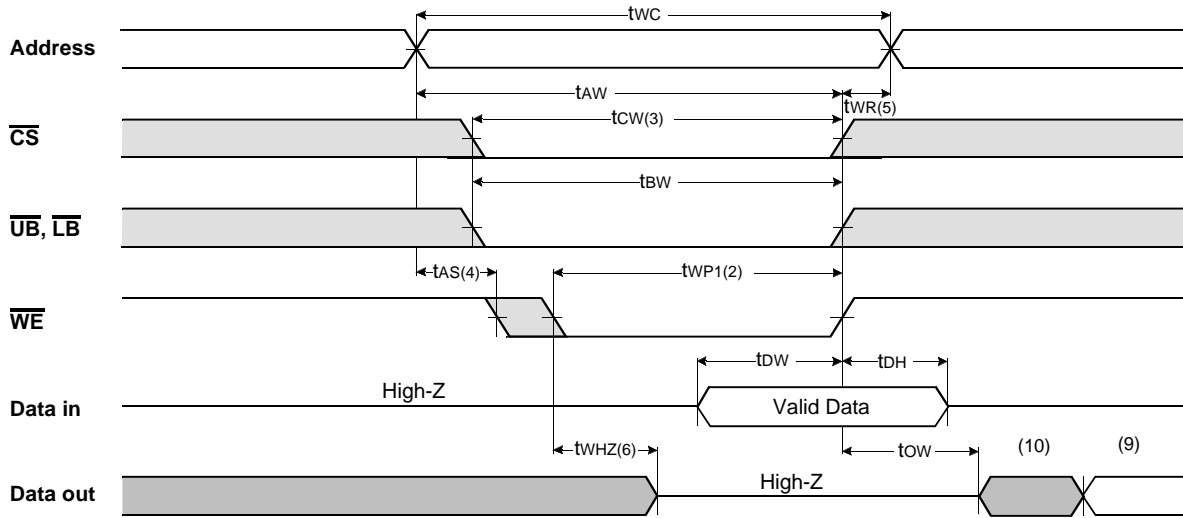 tWC
Address
tAW
tWR(5)
tCW(3)
CS
tBW
UB, LB
tAS(4)
tWP1(2)
WE
tDW
tDH
High-Z
Data in
Valid Data
tWHZ(6)
tOW
(10)
(9)
High-Z
Data out